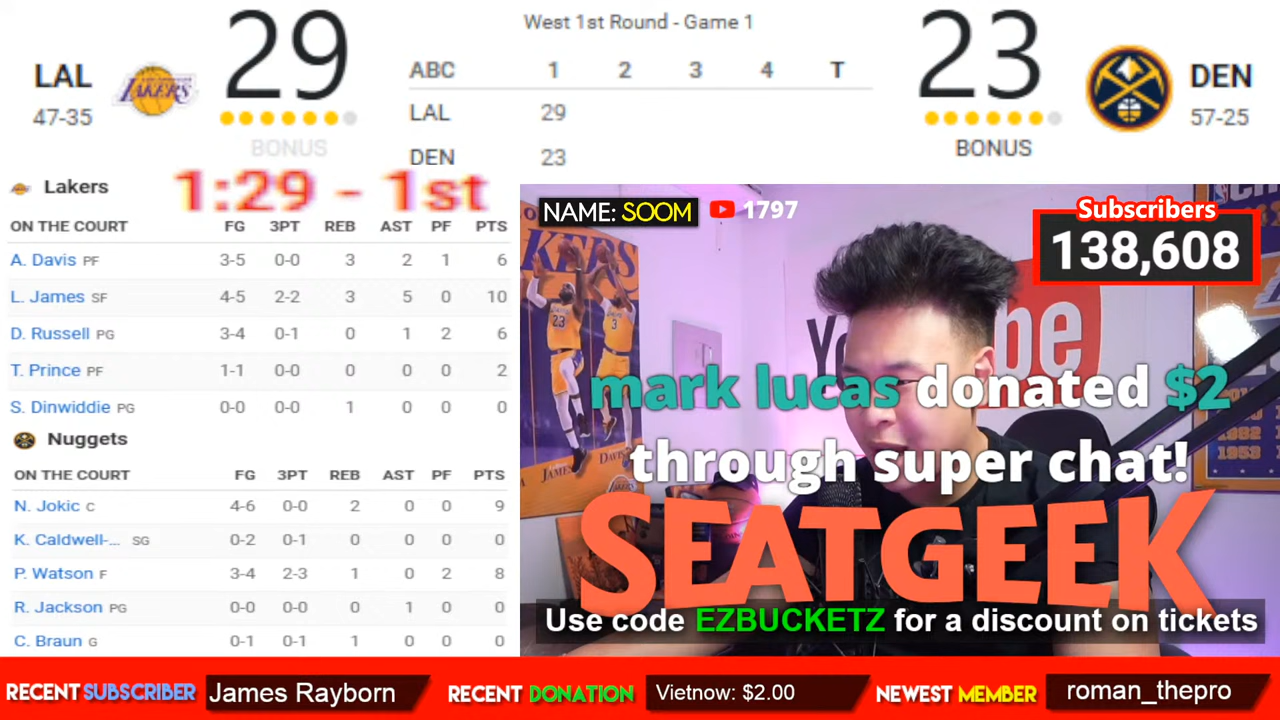 West 1st Round - Game 1
LAL
47-35
LAKERS
29
BONUS
ABC 1 2 3 4 T
LAL 29
DEN 23
23
BONUS
DEN
57-25
Lakers
1:29 - 1st
ON THE COURT FG 3PT REB AST PF PTS
A. Davis PF 3-5 0-0 3 2 1 6
L. James SF 4-5 2-2 3 5 0 10
D. Russell PG 3-4 0-1 0 1 2 6
T. Prince PF 1-1 0-0 0 0 0 2
S. Dinwiddie PG 0-0 0-0 1 0 0 0
Nuggets
ON THE COURT FG 3PT REB AST PF PTS
N. Jokic C 4-6 0-0 2 0 0 9
K. Caldwell-... SG 0-2 0-1 0 0 0 0
P. Watson F 3-4 2-3 1 0 2 8
R. Jackson PG 0-0 0-0 0 1 0 0
C. Braun G 0-1 0-1 1 0 0 0
NAME: SOOM
1797
Subscribers
138,608
mark lucas donated $2
through super chat!
SEATGEEK
Use code EZBUCKETZ for a discount on tickets
RECENT SUBSCRIBER James Rayborn
RECENT DONATION Vietnow: $2.00
NEWEST MEMBER roman_thepro